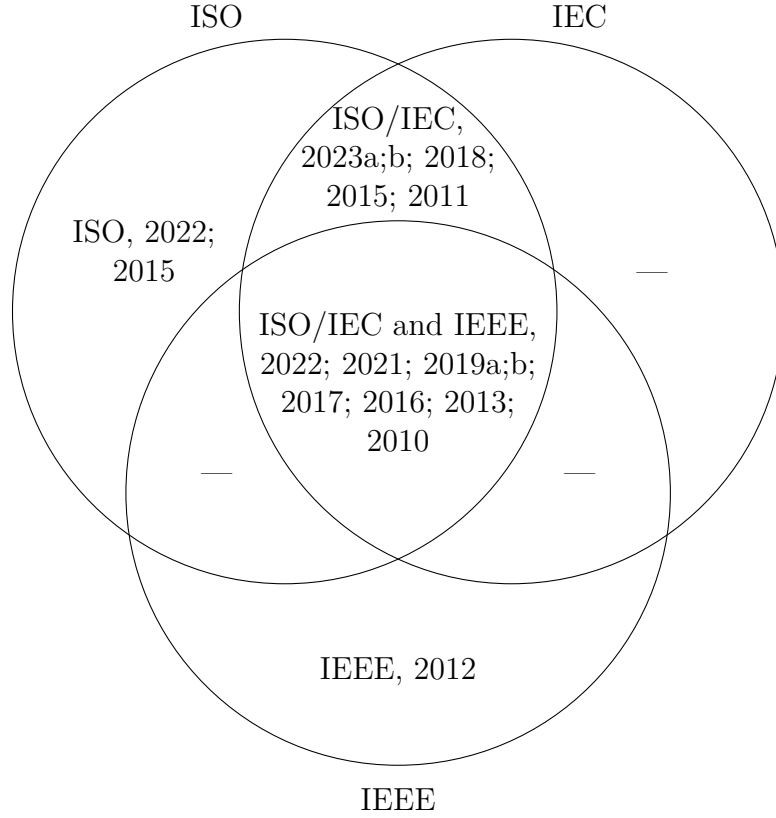 ISO
IEC
ISO/IEC,
2023a;b; 2018;
2015; 2011
ISO, 2022;
2015
—
ISO/IEC and IEEE,
2022; 2021; 2019a;b;
2017; 2016; 2013;
2010
—
—
IEEE, 2012
IEEE